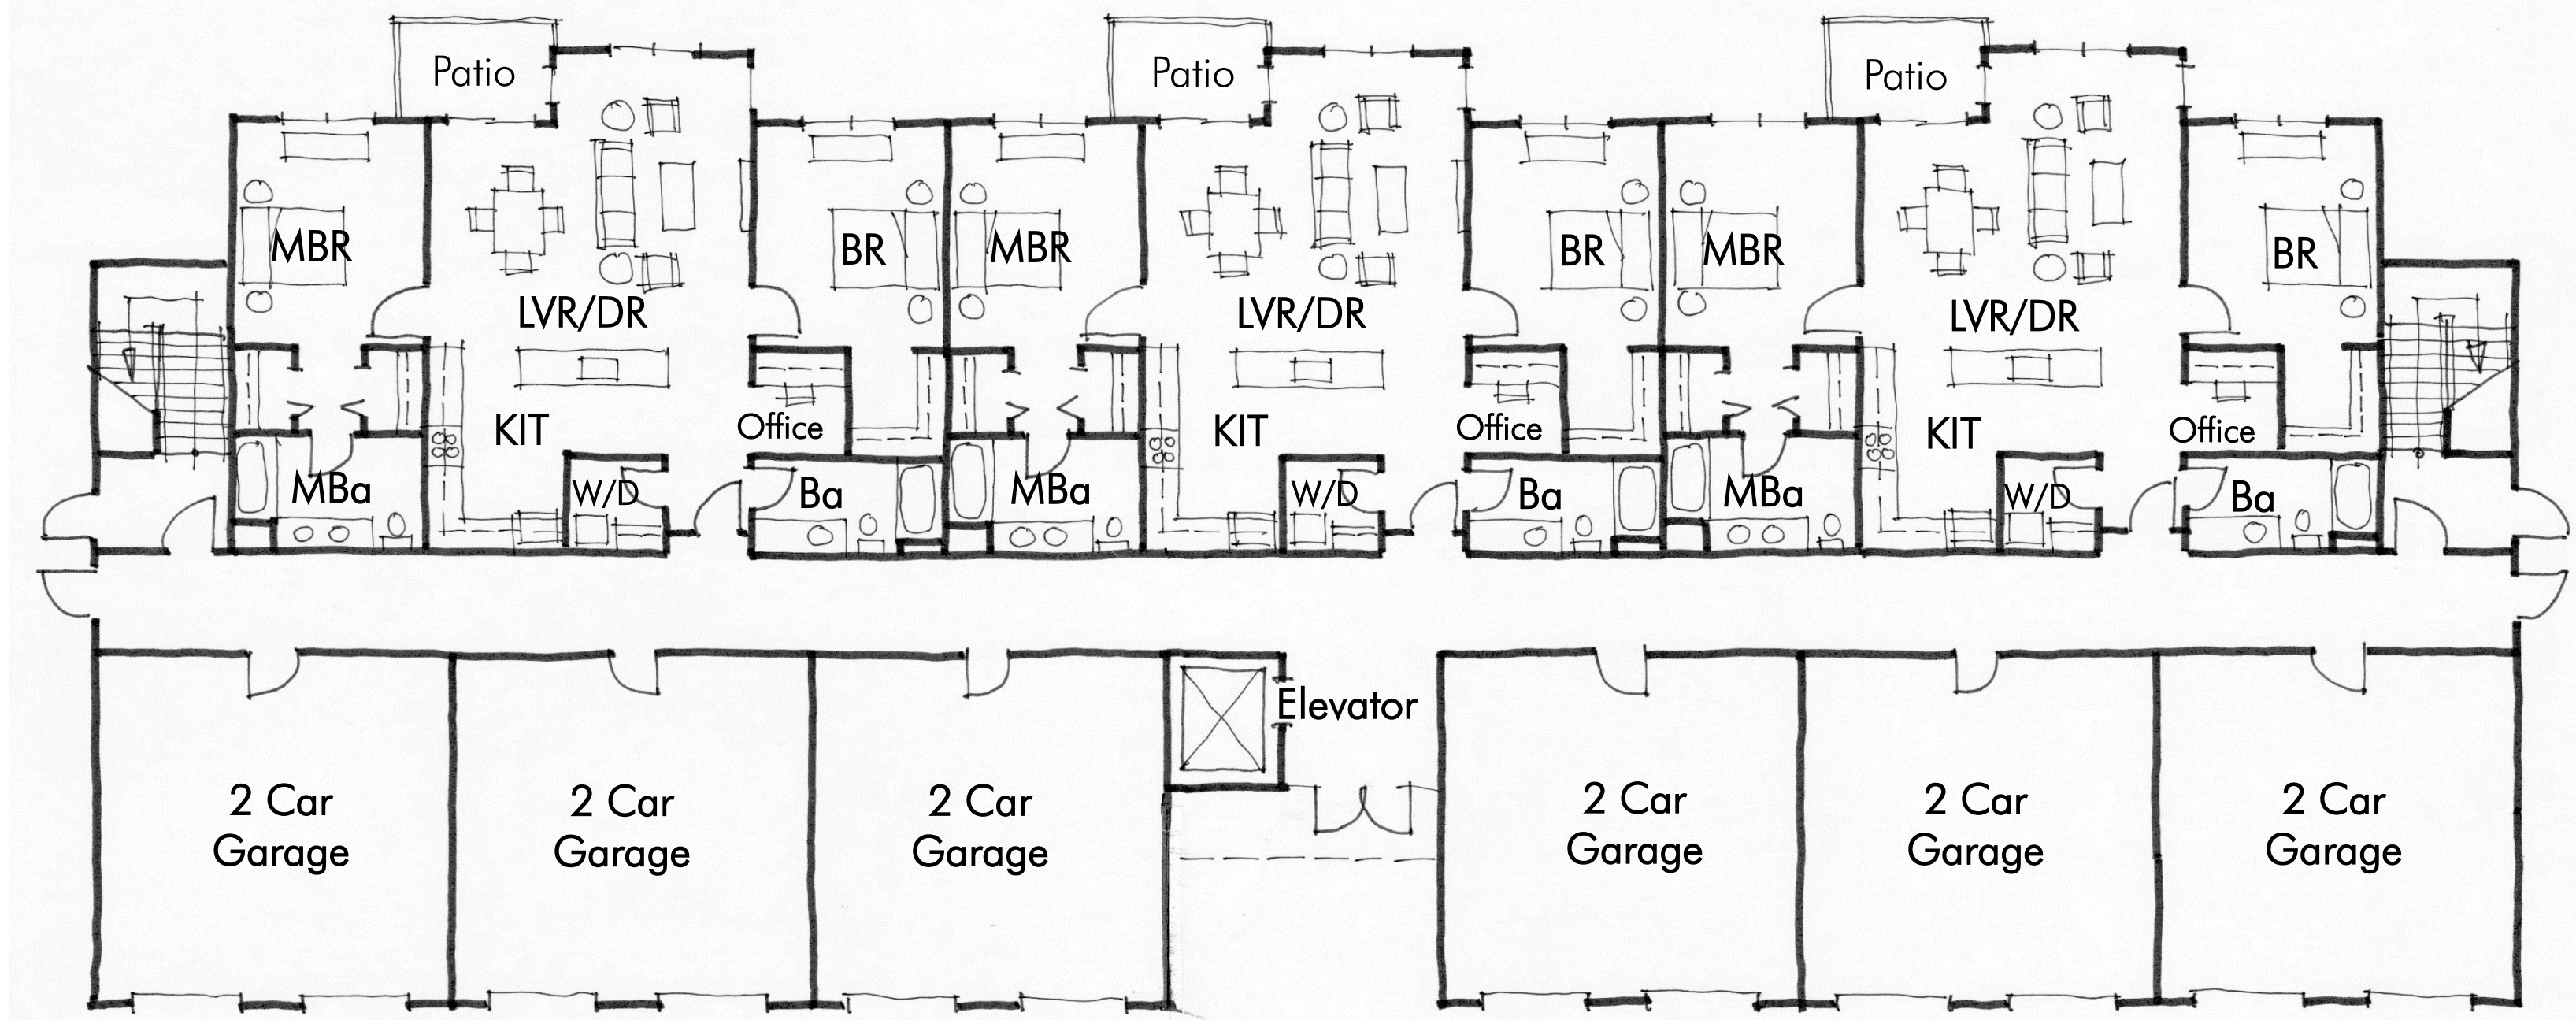 Patio
Patio
Patio
MBR
BR
MBR
BR
MBR
BR
LVR/DR
LVR/DR
LVR/DR
KIT
Office
KIT
Office
KIT
Office
MBa
W/D
Ba
MBa
W/D
Ba
MBa
W/D
Ba
Elevator
2 Car
Garage
2 Car
Garage
2 Car
Garage
2 Car
Garage
2 Car
Garage
2 Car
Garage